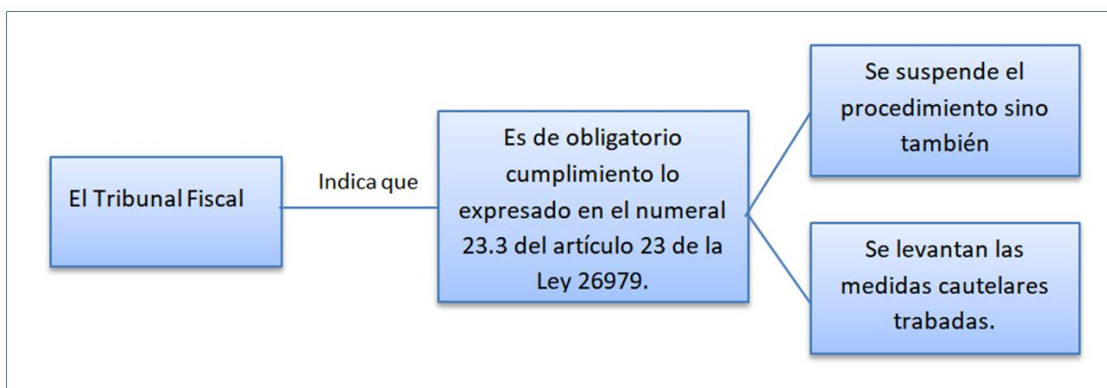 El Tribunal Fiscal
Indica que
Es de obligatorio
cumplimiento lo
expresado en el numeral
23.3 del artículo 23 de la
Ley 26979.
Se suspende el
procedimiento sino
también
Se levantan las
medidas cautelares
trabadas.